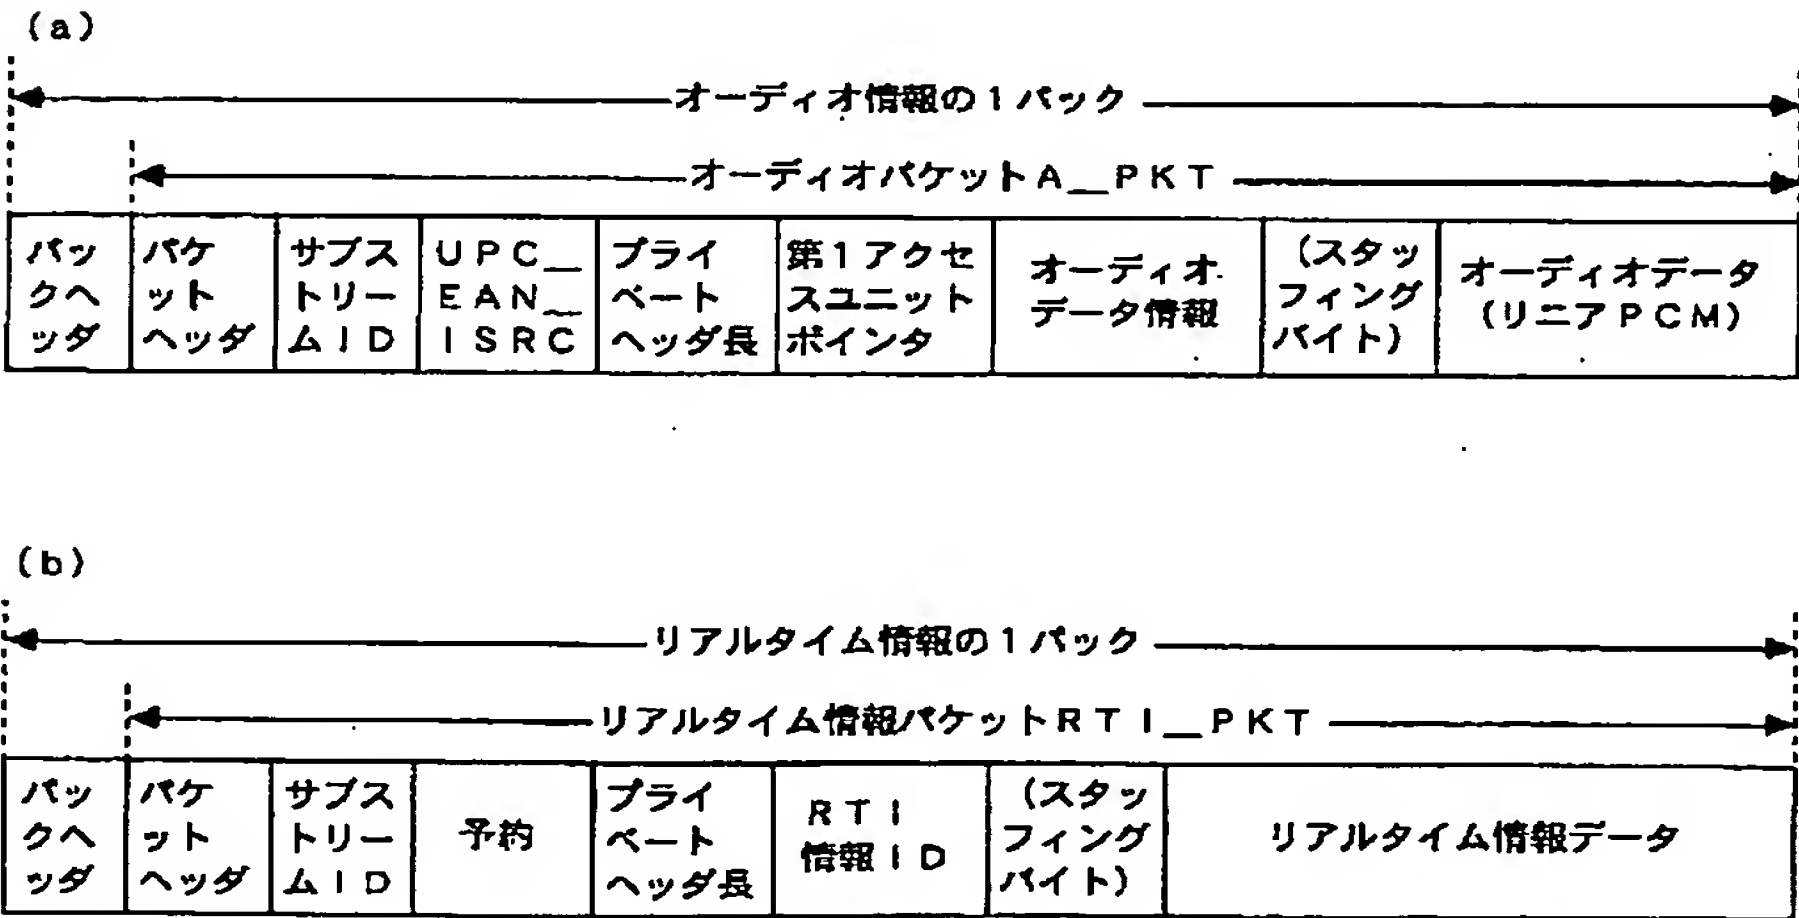 (a)
オーディオ情報の1パック
オーディオパケットA__PKT
パッ
クヘ
ッダ
パケ
ット
ヘッダ
サブス
トリー
ムID
UPC__
EAN__
ISRC
プライ
ベート
ヘッダ長
第1アクセ
スユニット
ポインタ
オーディオ
データ情報
(スタッ
フィング
バイト)
オーディオデータ
(リニアPCM)
(b)
リアルタイム情報の1パック
リアルタイム情報パケットRTI__PKT
パッ
クヘ
ッダ
パケ
ット
ヘッダ
サブス
トリー
ムID
予約
プライ
ベート
ヘッダ長
RTI
情報ID
(スタッ
フィング
バイト)
リアルタイム情報データ